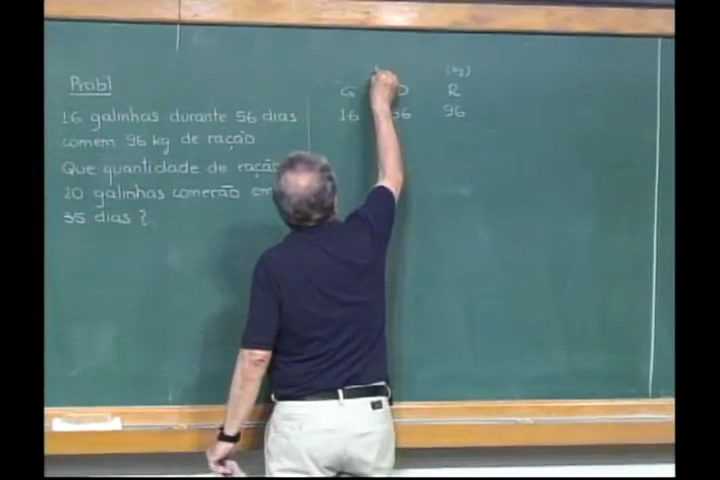 Probl
16 galinhas durante 56 dias
comem 96 kg de ração
Que quantidade de ração
20 galinhas comerão em
35 dias ?
(kg)
G D R
16 56 96